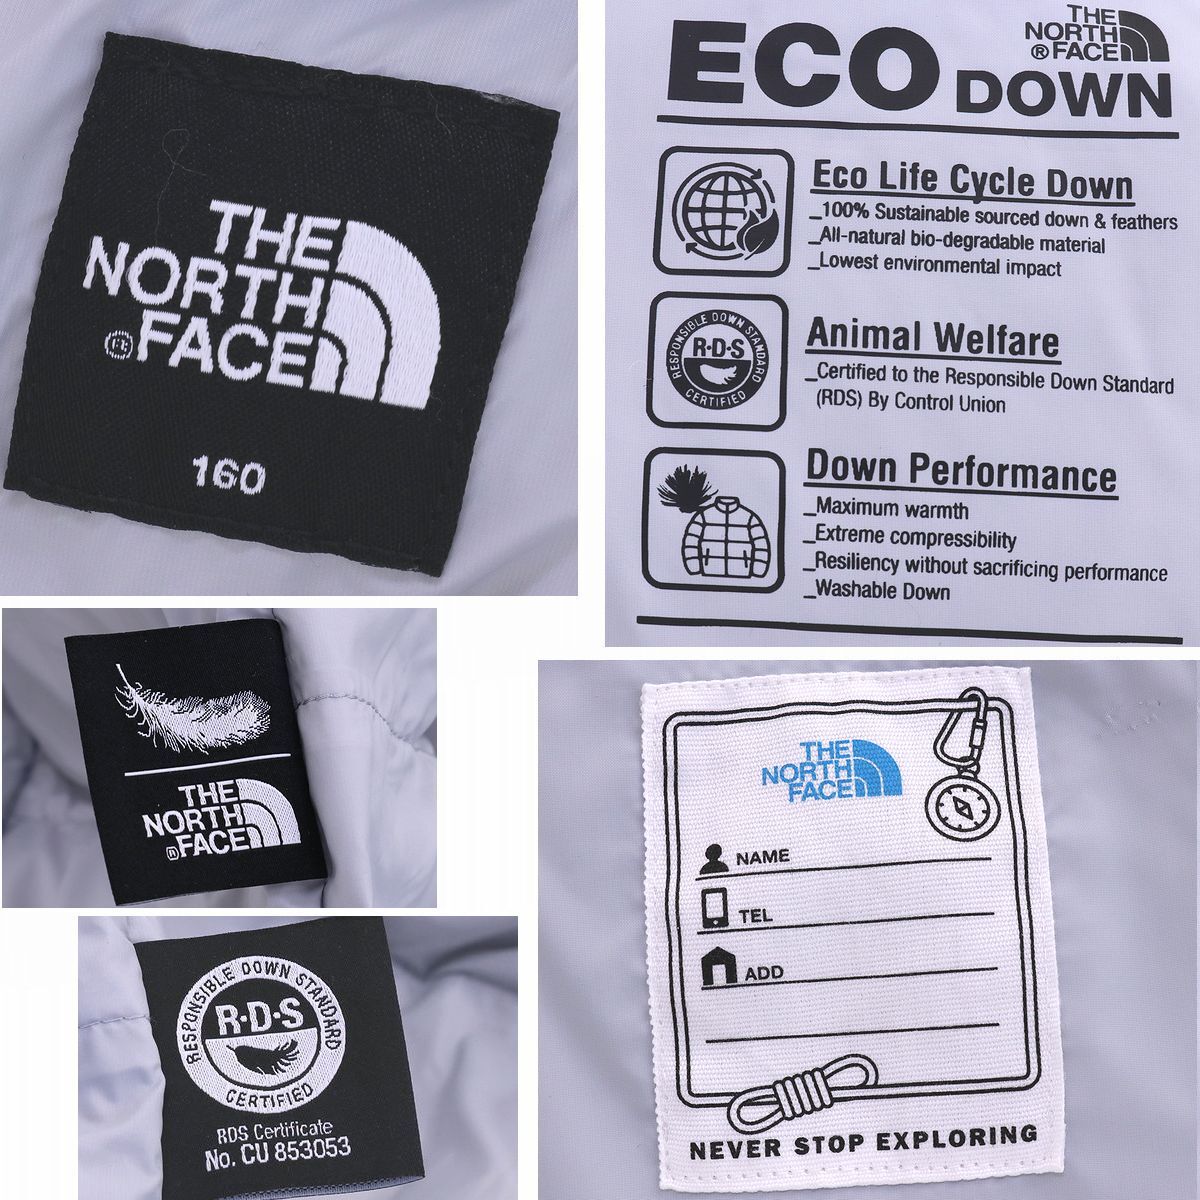 THE
NORTH
®FACE
160
ECO DOWN
THE
NORTH
®FACE
Eco Life Cycle Down
_100% Sustainable sourced down & feathers
_All-natural bio-degradable material
_Lowest environmental impact
RESPONSIBLE DOWN STANDARD
R·D·S
CERTIFIED
Animal Welfare
_Certified to the Responsible Down Standard
(RDS) By Control Union
Down Performance
_Maximum warmth
_Extreme compressibility
_Resiliency without sacrificing performance
_Washable Down
THE
NORTH
®FACE
RESPONSIBLE DOWN STANDARD
R·D·S
CERTIFIED
RDS Certificate
No. CU 853053
THE
NORTH
FACE
NAME
TEL
ADD
NEVER STOP EXPLORING